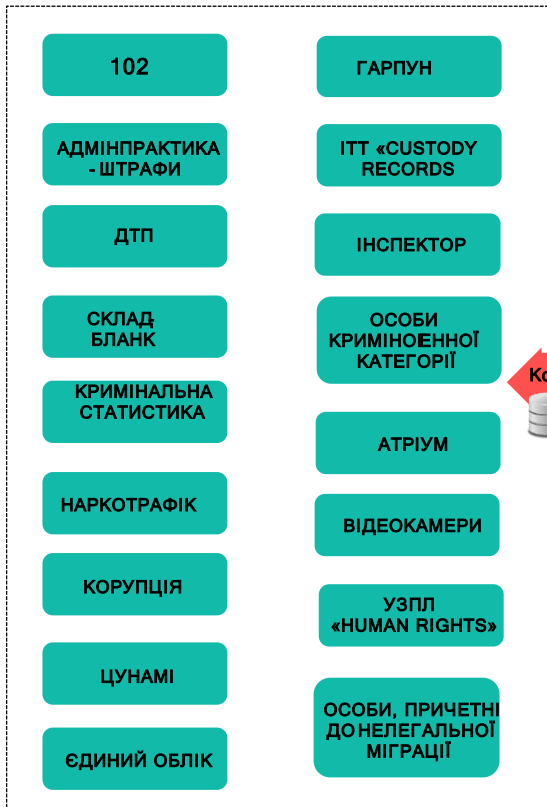 102
АДМІНПРАКТИКА
- ШТРАФИ
ДТП
СКЛАД-
БЛАНК
КРИМІНАЛЬНА
СТАТИСТИКА
НАРКОТРАФІК
КОРУПЦІЯ
ЦУНАМІ
ЄДИНИЙ ОБЛІК
ГАРПУН
ІТТ «CUSTODY
RECORDS
ІНСПЕКТОР
ОСОБИ
КРИМІНОГЕННОЇ
КАТЕГОРІЇ
АТРІУМ
ВІДЕОКАМЕРИ
УЗПЛ
«HUMAN RIGHTS»
ОСОБИ, ПРИЧЕТНІ
ДО НЕЛЕГАЛЬНОЇ
МІГРАЦІЇ